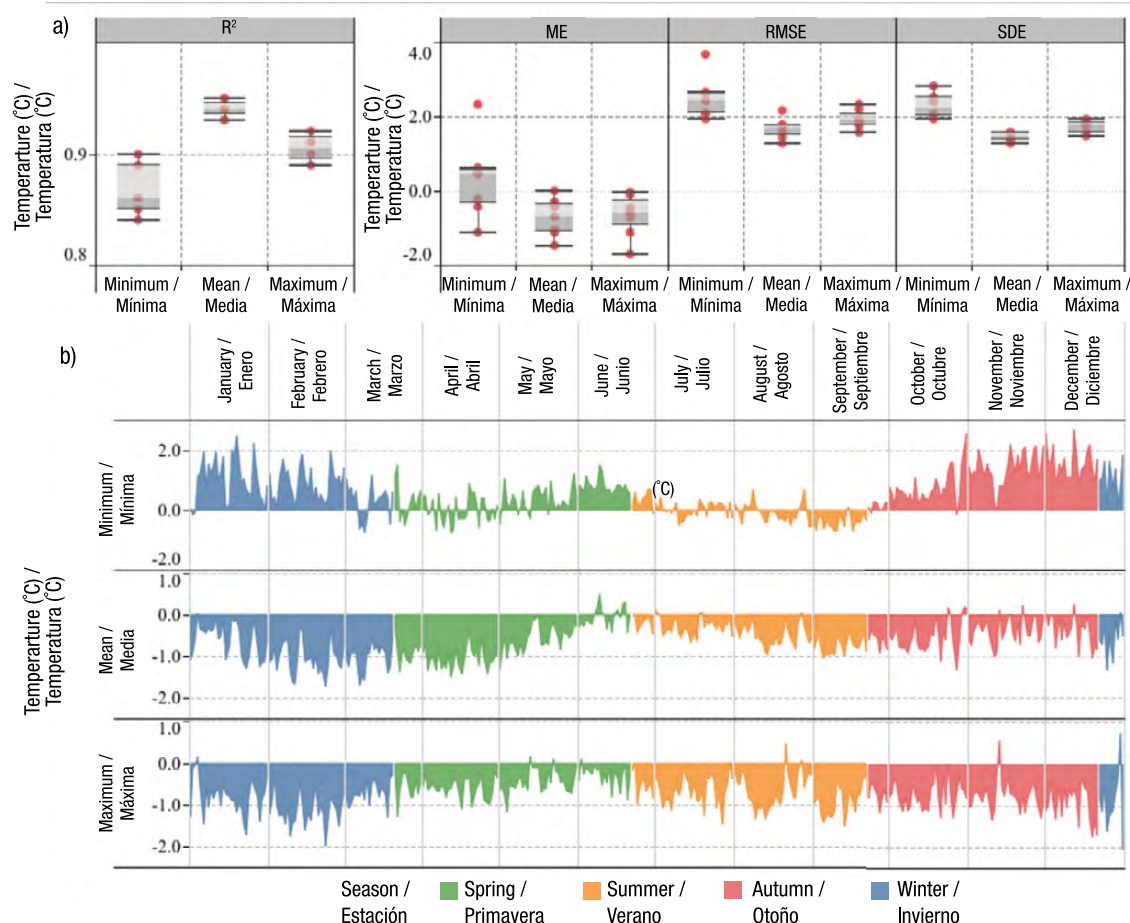 a)
R²
ME
RMSE
SDE
Temperarture (˚C) /
Temperatura (˚C)
0.9
0.8
Temperarture (˚C) /
Temperatura (˚C)
4.0
2.0
0.0
-2.0
Minimum /
Mínima
Mean /
Media
Maximum /
Máxima
Minimum /
Mínima
Mean /
Media
Maximum /
Máxima
Minimum /
Mínima
Mean /
Media
Maximum /
Máxima
Minimum /
Mínima
Mean /
Media
Maximum /
Máxima
b)
January /
Enero
February /
Febrero
March /
Marzo
April /
Abril
May /
Mayo
June /
Junio
July /
Julio
August /
Agosto
September /
Septiembre
October /
Octubre
November /
Noviembre
December /
Diciembre
Temperarture (˚C) /
Temperatura (˚C)
Minimum /
Mínima
2.0
0.0
-2.0
(˚C)
Mean /
Media
1.0
0.0
-1.0
-2.0
Maximum /
Máxima
1.0
0.0
-1.0
-2.0
Season /
Estación
Spring /
Primavera
Summer /
Verano
Autumn /
Otoño
Winter /
Invierno